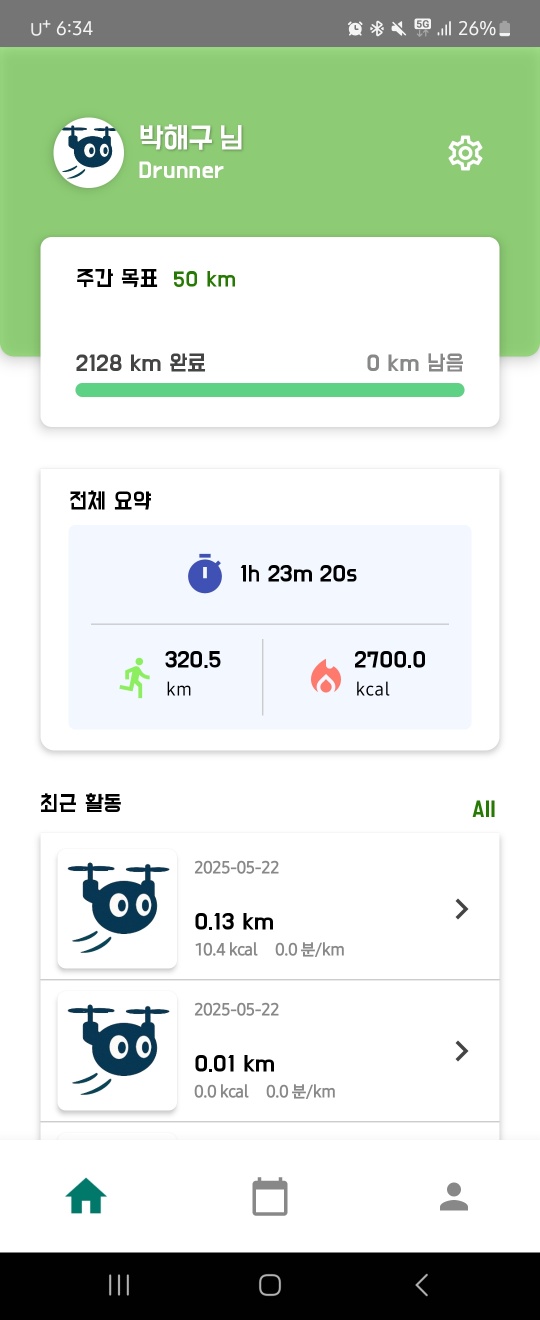 U⁺ 6:34 5G 26%
박해구 님
Drunner
주간 목표 50 km
2128 km 완료 0 km 남음
전체 요약
1h 23m 20s
320.5 2700.0
km kcal
최근 활동 All
2025-05-22
0.13 km
10.4 kcal 0.0 분/km
2025-05-22
0.01 km
0.0 kcal 0.0 분/km